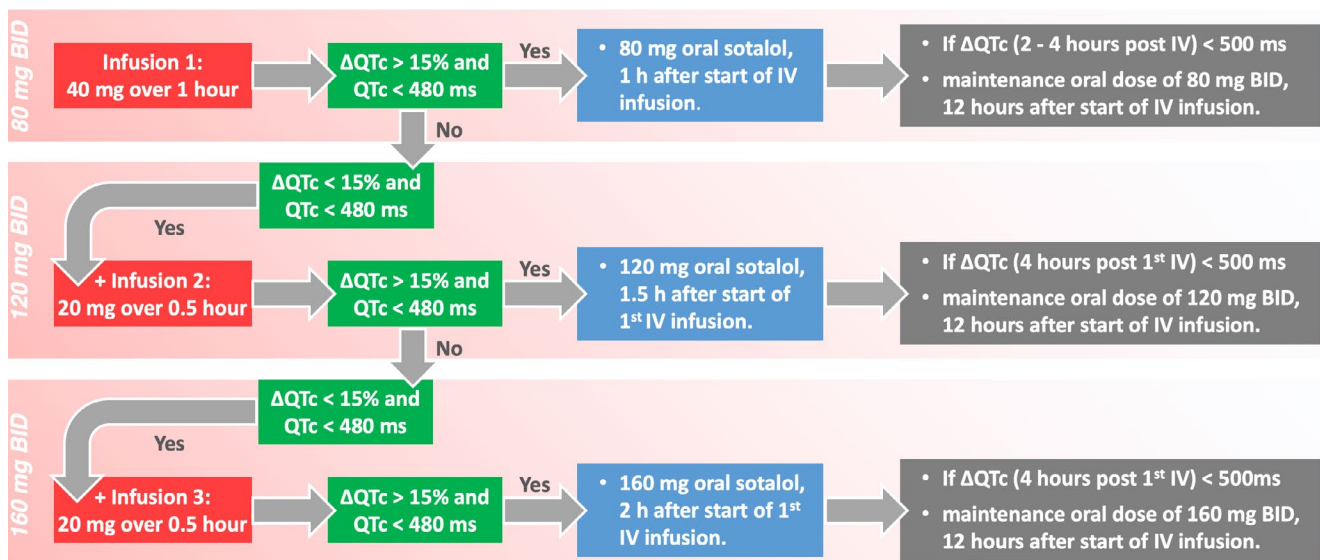 80 mg BID
Infusion 1:
40 mg over 1 hour
ΔQTc > 15% and
QTc < 480 ms
Yes
• 80 mg oral sotalol,
1 h after start of IV
infusion.
• If ΔQTc (2 - 4 hours post IV) < 500 ms
• maintenance oral dose of 80 mg BID,
12 hours after start of IV infusion.
No
120 mg BID
ΔQTc < 15% and
QTc < 480 ms
Yes
+ Infusion 2:
20 mg over 0.5 hour
ΔQTc > 15% and
QTc < 480 ms
Yes
• 120 mg oral sotalol,
1.5 h after start of
1st IV infusion.
• If ΔQTc (4 hours post 1st IV) < 500 ms
• maintenance oral dose of 120 mg BID,
12 hours after start of IV infusion.
No
160 mg BID
ΔQTc < 15% and
QTc < 480 ms
Yes
+ Infusion 3:
20 mg over 0.5 hour
ΔQTc > 15% and
QTc < 480 ms
Yes
• 160 mg oral sotalol,
2 h after start of 1st
IV infusion.
• If ΔQTc (4 hours post 1st IV) < 500ms
• maintenance oral dose of 160 mg BID,
12 hours after start of IV infusion.